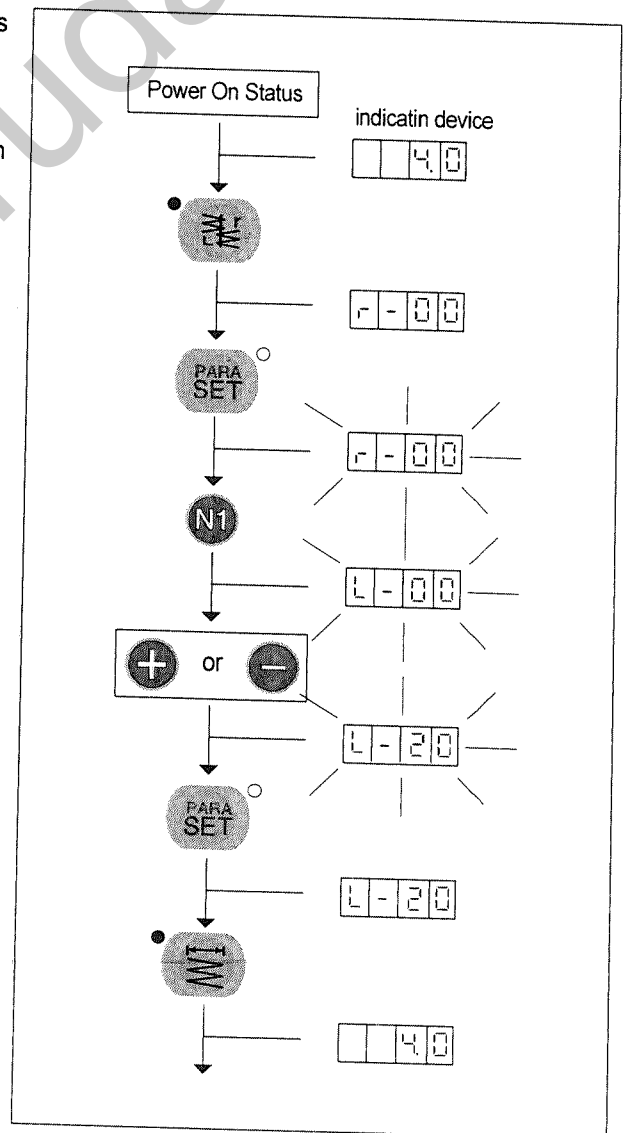 s
Power On Status
indicatin device
4.0
n
L r
r-00
PARA
SET
r-00
N1
L-00
+ or -
L-20
PARA
SET
L-20
4.0